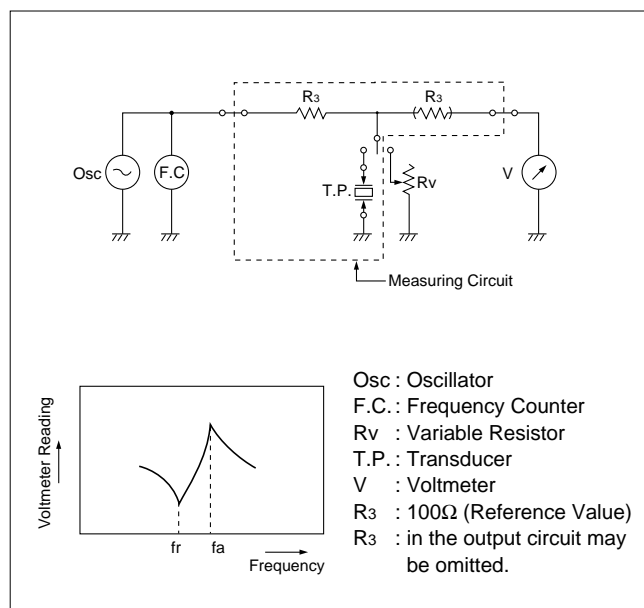 R3
R3
Osc
F.C
T.P.
Rv
V
Measuring Circuit
Voltmeter Reading
fr
fa
Frequency
Osc : Oscillator
F.C. : Frequency Counter
Rv : Variable Resistor
T.P. : Transducer
V : Voltmeter
R3 : 100Ω (Reference Value)
R3 : in the output circuit may
be omitted.